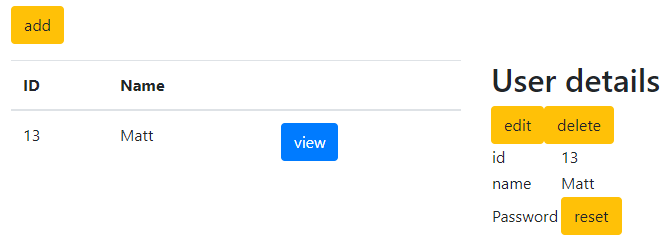 add
ID Name
13 Matt view
User details
edit delete
id 13
name Matt
Password reset